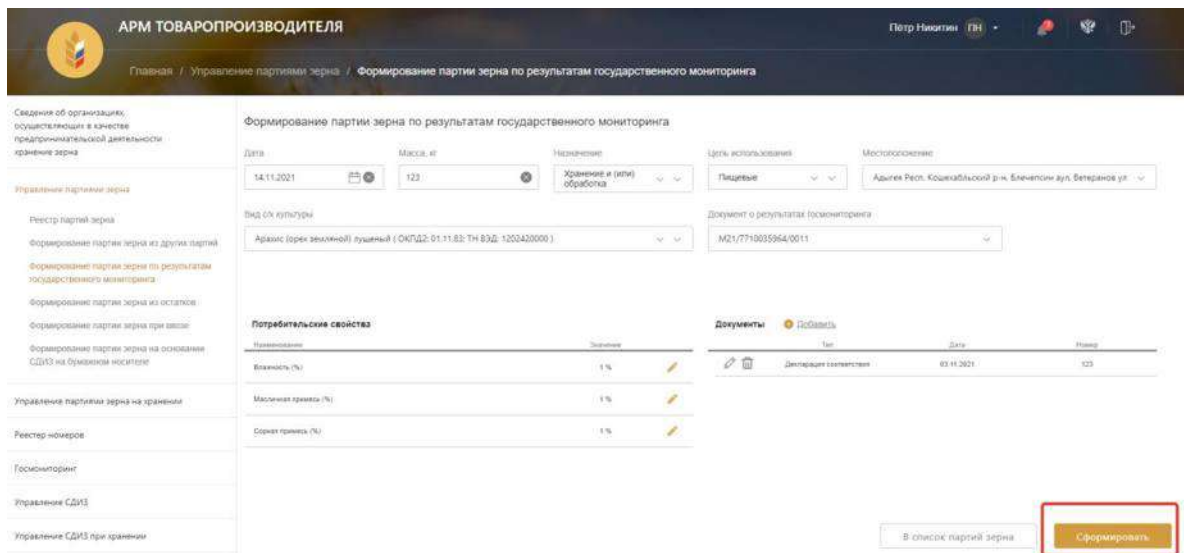 АРМ ТОВАРОПРОИЗВОДИТЕЛЯ
Петр Никитин ПН
Главная / Управление партиями зерна / Формирование партии зерна по результатам государственного мониторинга
Сведения об организациях,
осуществляющих в качестве
предпринимательской деятельности
хранение зерна
Управление партиями зерна
Реестр партий зерна
Формирование партии зерна из других партий
Формирование партии зерна по результатам
государственного мониторинга
Формирование партии зерна из остатков
Формирование партии зерна при ввозе
Формирование партии зерна на основании
СДИЗ на бумажном носителе
Управление партиями зерна на хранении
Реестр номеров
Госмониторинг
Управление СДИЗ
Управление СДИЗ при хранении
Формирование партии зерна по результатам государственного мониторинга
Дата
Масса, кг
Назначение
Цель использования
Местоположение
14.11.2021
123
Хранение и (или)
обработка
Пищевые
Адыгея Респ, Кошехабльский р-н, Блечепсин аул, Ветеранов ул
Вид с/х культуры
Документ о результатах Госмониторинга
Арахис (орех земляной) лущеный ( ОКПД2: 01.11.83; ТН ВЭД: 1202420000 )
М21/7710035964/0011
Потребительские свойства
Наименование Значение
Влажность (%) 1 %
Масличная примесь (%) 1 %
Сорная примесь (%) 1 %
Документы Добавить
Тип Дата Номер
Декларация соответствия 03.11.2021 123
В список партий зерна
Сформировать